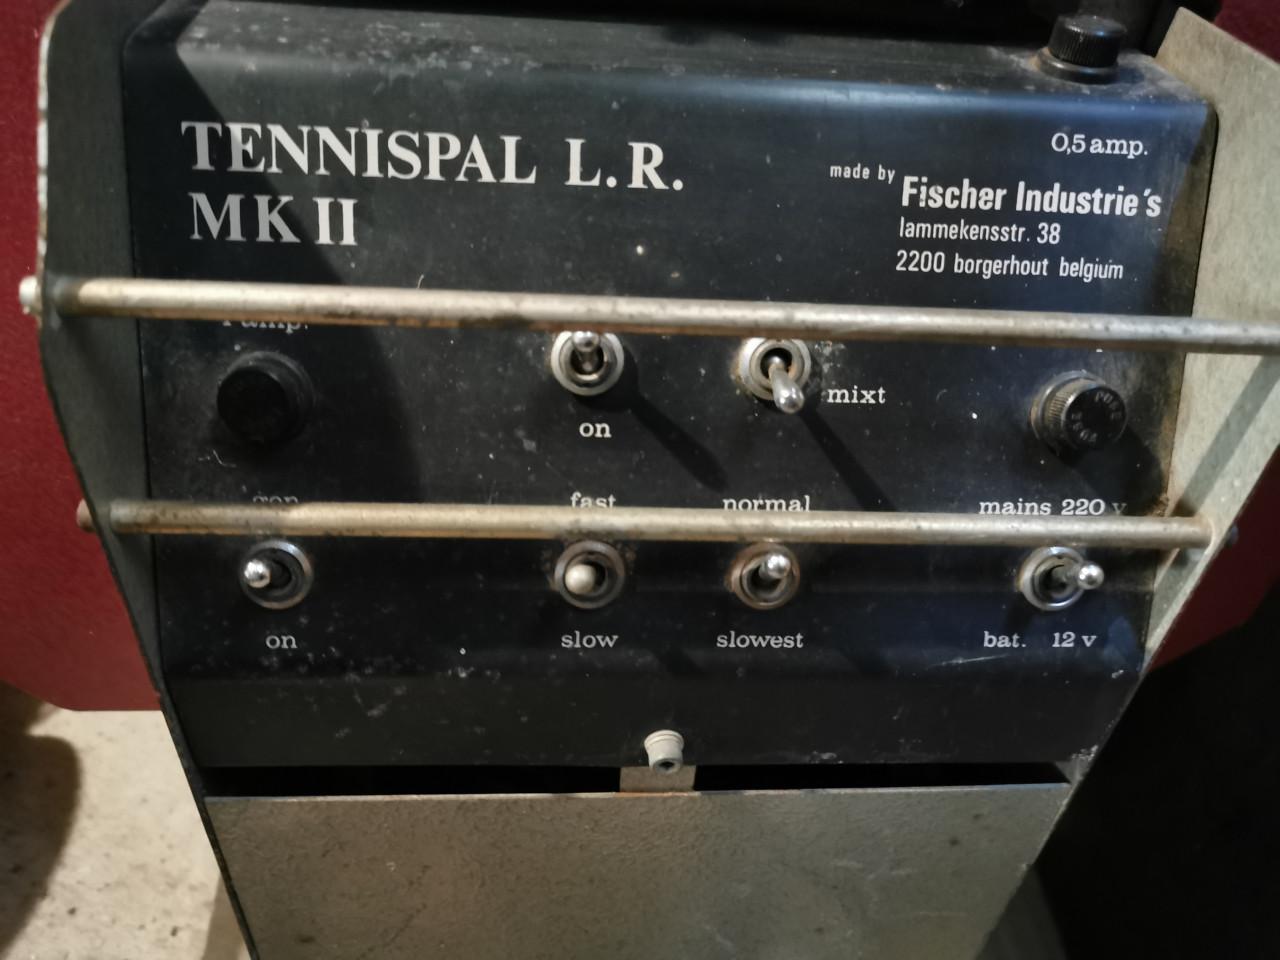 TENNISPAL L.R.
MK II
0,5 amp.
made by
Fischer Industrie's
lammekensstr. 38
2200 borgerhout belgium
amp.
mixt
on
fast
normal
mains 220 v
on
slow
slowest
bat. 12 v